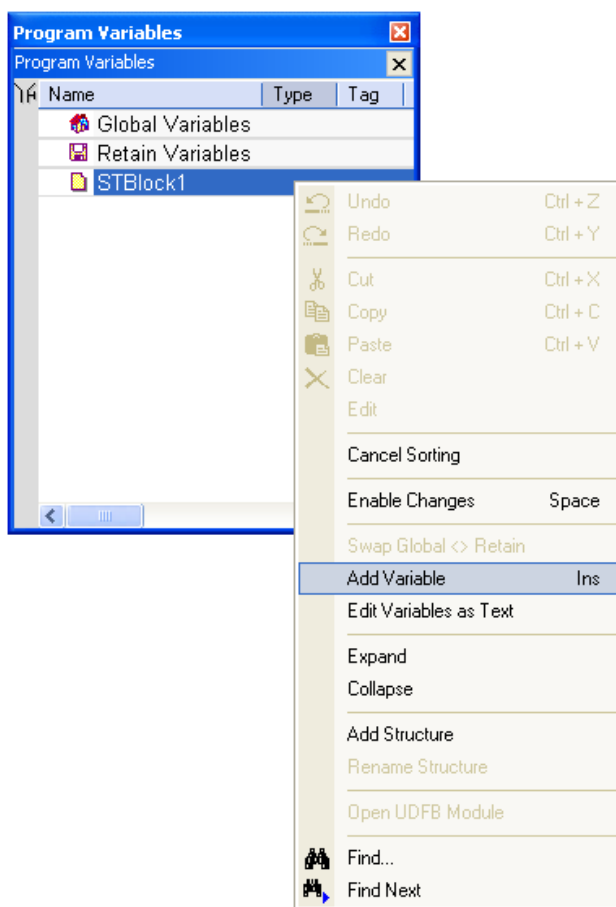 Program Variables
Program Variables
Name Type Tag
Global Variables
Retain Variables
STBlock1
Undo Ctrl + Z
Redo Ctrl + Y
Cut Ctrl + X
Copy Ctrl + C
Paste Ctrl + V
Clear
Edit
Cancel Sorting
Enable Changes Space
Swap Global <> Retain
Add Variable Ins
Edit Variables as Text
Expand
Collapse
Add Structure
Rename Structure
Open UDFB Module
Find...
Find Next